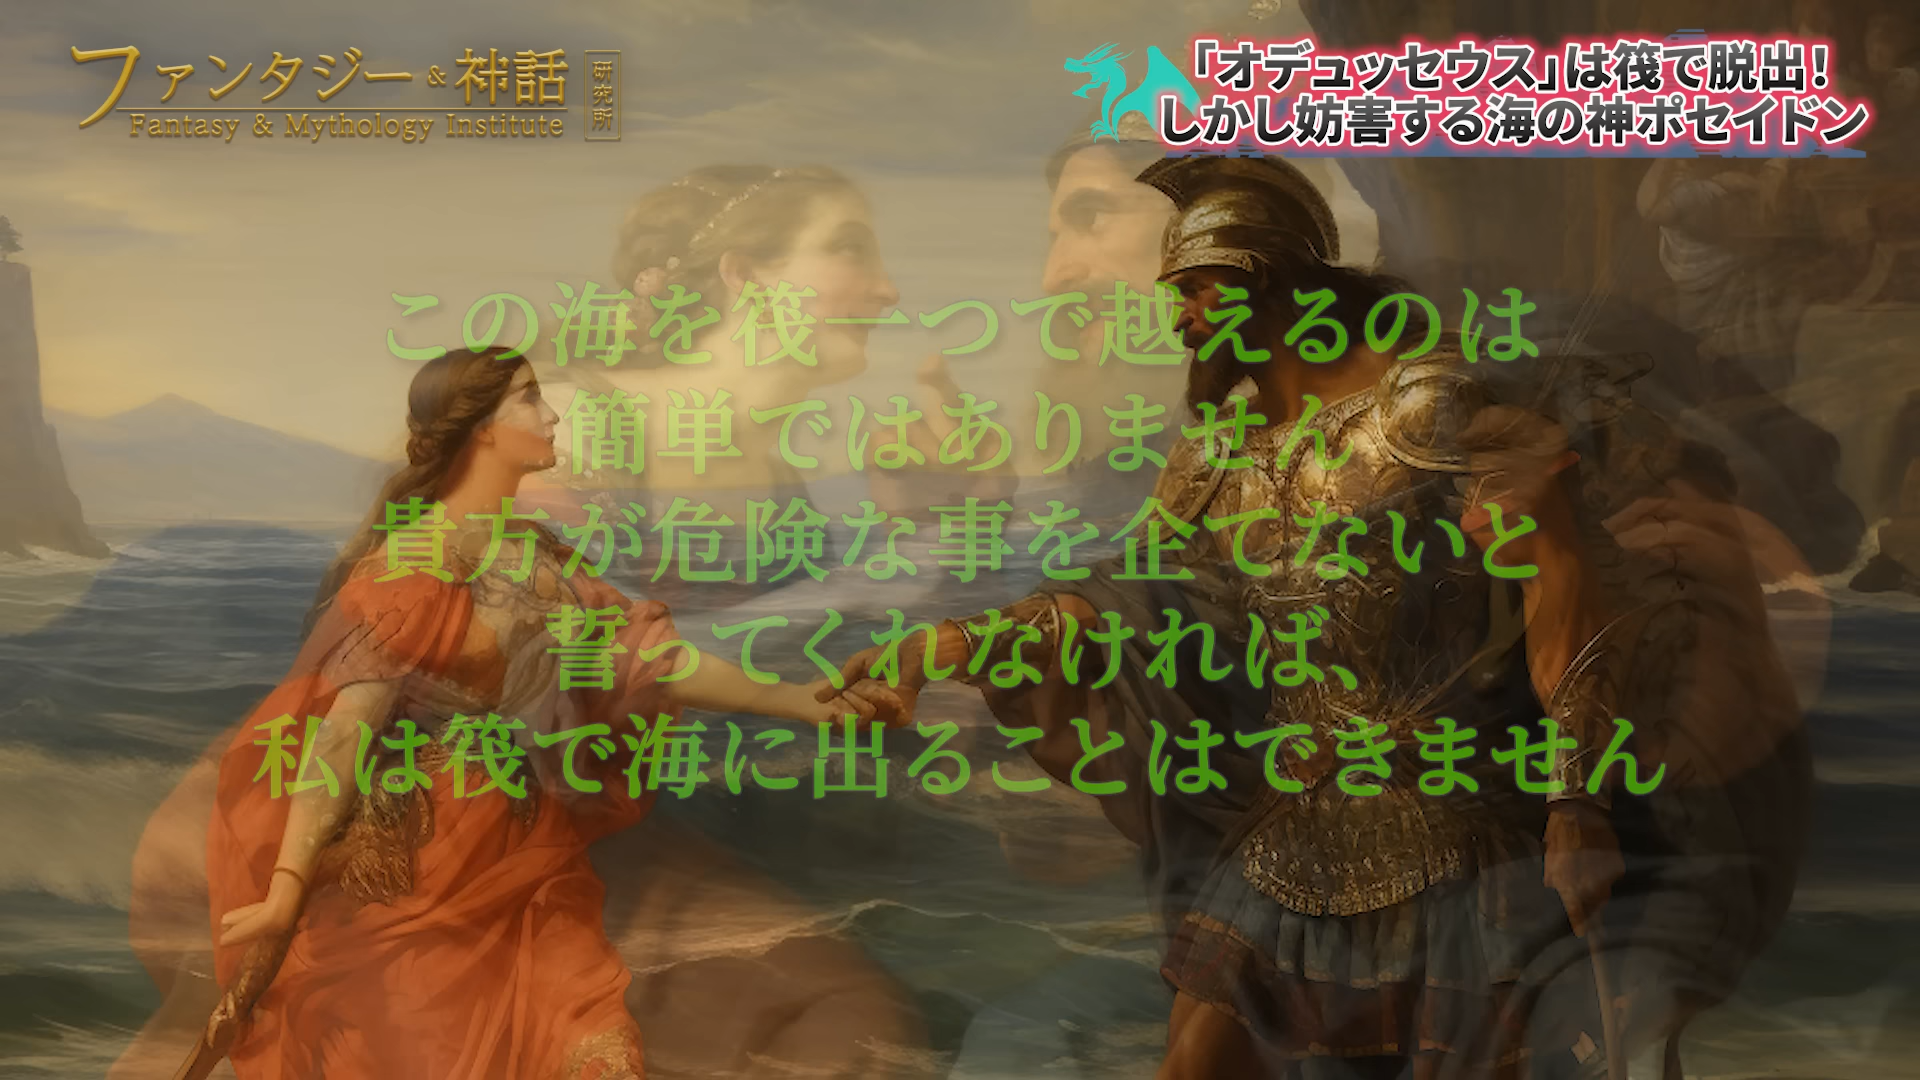 ファンタジー&神話
研究所
Fantasy & Mythology Institute
「オデュッセウス」は筏で脱出!
しかし妨害する海の神ポセイドン
この海を筏一つで越えるのは
簡単ではありません
貴方が危険な事を企てないと
誓ってくれなければ、
私は筏で海に出ることはできません